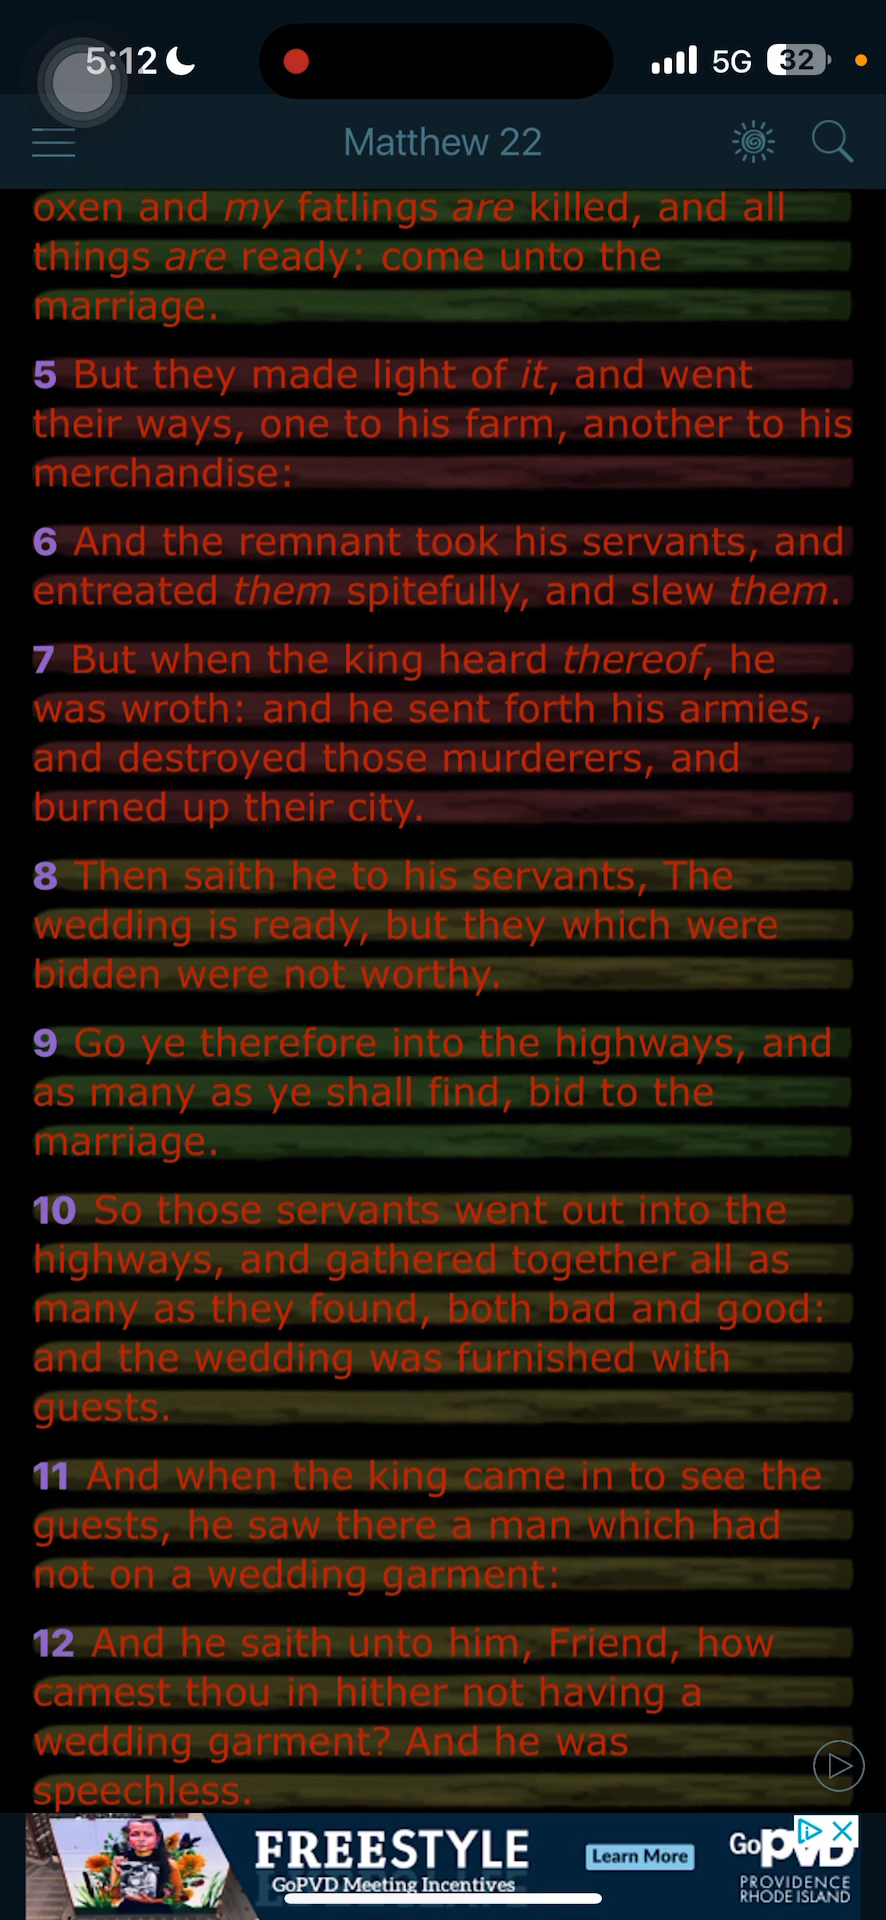 5:12
5G
32
Matthew 22
oxen and my fatlings are killed, and all
things are ready: come unto the
marriage.
5 But they made light of it, and went
their ways, one to his farm, another to his
merchandise:
6 And the remnant took his servants, and
entreated them spitefully, and slew them.
7 But when the king heard thereof, he
was wroth: and he sent forth his armies,
and destroyed those murderers, and
burned up their city.
8 Then saith he to his servants, The
wedding is ready, but they which were
bidden were not worthy.
9 Go ye therefore into the highways, and
as many as ye shall find, bid to the
marriage.
10 So those servants went out into the
highways, and gathered together all as
many as they found, both bad and good:
and the wedding was furnished with
guests.
11 And when the king came in to see the
guests, he saw there a man which had
not on a wedding garment:
12 And he saith unto him, Friend, how
camest thou in hither not having a
wedding garment? And he was
speechless.
FREESTYLE
GoPVD Meeting Incentives
Learn More
GoPVD
PROVIDENCE
RHODE ISLAND